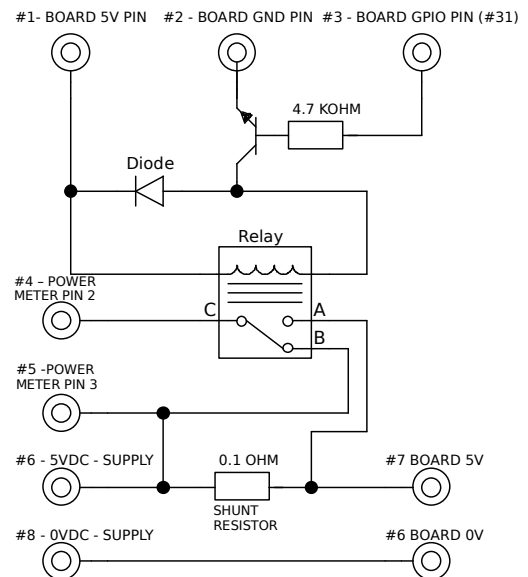 #1- BOARD 5V PIN
#2 - BOARD GND PIN
#3 - BOARD GPIO PIN (#31)
4.7 KOHM
Diode
Relay
#4 – POWER
METER PIN 2
C
A
B
#5 -POWER
METER PIN 3
#6 - 5VDC - SUPPLY
0.1 OHM
#7 BOARD 5V
SHUNT
RESISTOR
#8 - 0VDC - SUPPLY
#6 BOARD 0V